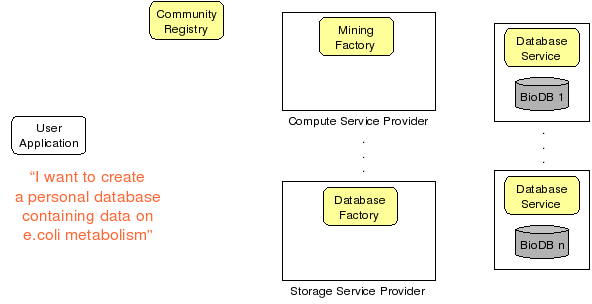 Community
Registry
Mining
Factory
Database
Service
BioDB 1
Compute Service Provider
User
Application
.
.
.
.
.
.
“I want to create
a personal database
containing data on
e.coli metabolism”
Database
Factory
Database
Service
BioDB n
Storage Service Provider